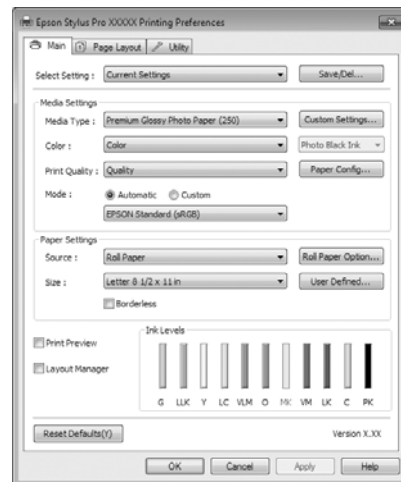 Epson Stylus Pro XXXXX Printing Preferences
Main Page Layout Utility
Select Setting : Current Settings Save/Del...
Media Settings
Media Type : Premium Glossy Photo Paper (250) Custom Settings...
Color : Color Photo Black Ink
Print Quality : Quality Paper Config...
Mode : Automatic Custom
EPSON Standard (sRGB)
Paper Settings
Source : Roll Paper Roll Paper Option...
Size : Letter 8 1/2 x 11 in User Defined...
Borderless
Ink Levels
Print Preview
Layout Manager
G LLK Y LC VLM O MK VM LK C PK
Reset Defaults(Y) Version X.XX
OK Cancel Apply Help